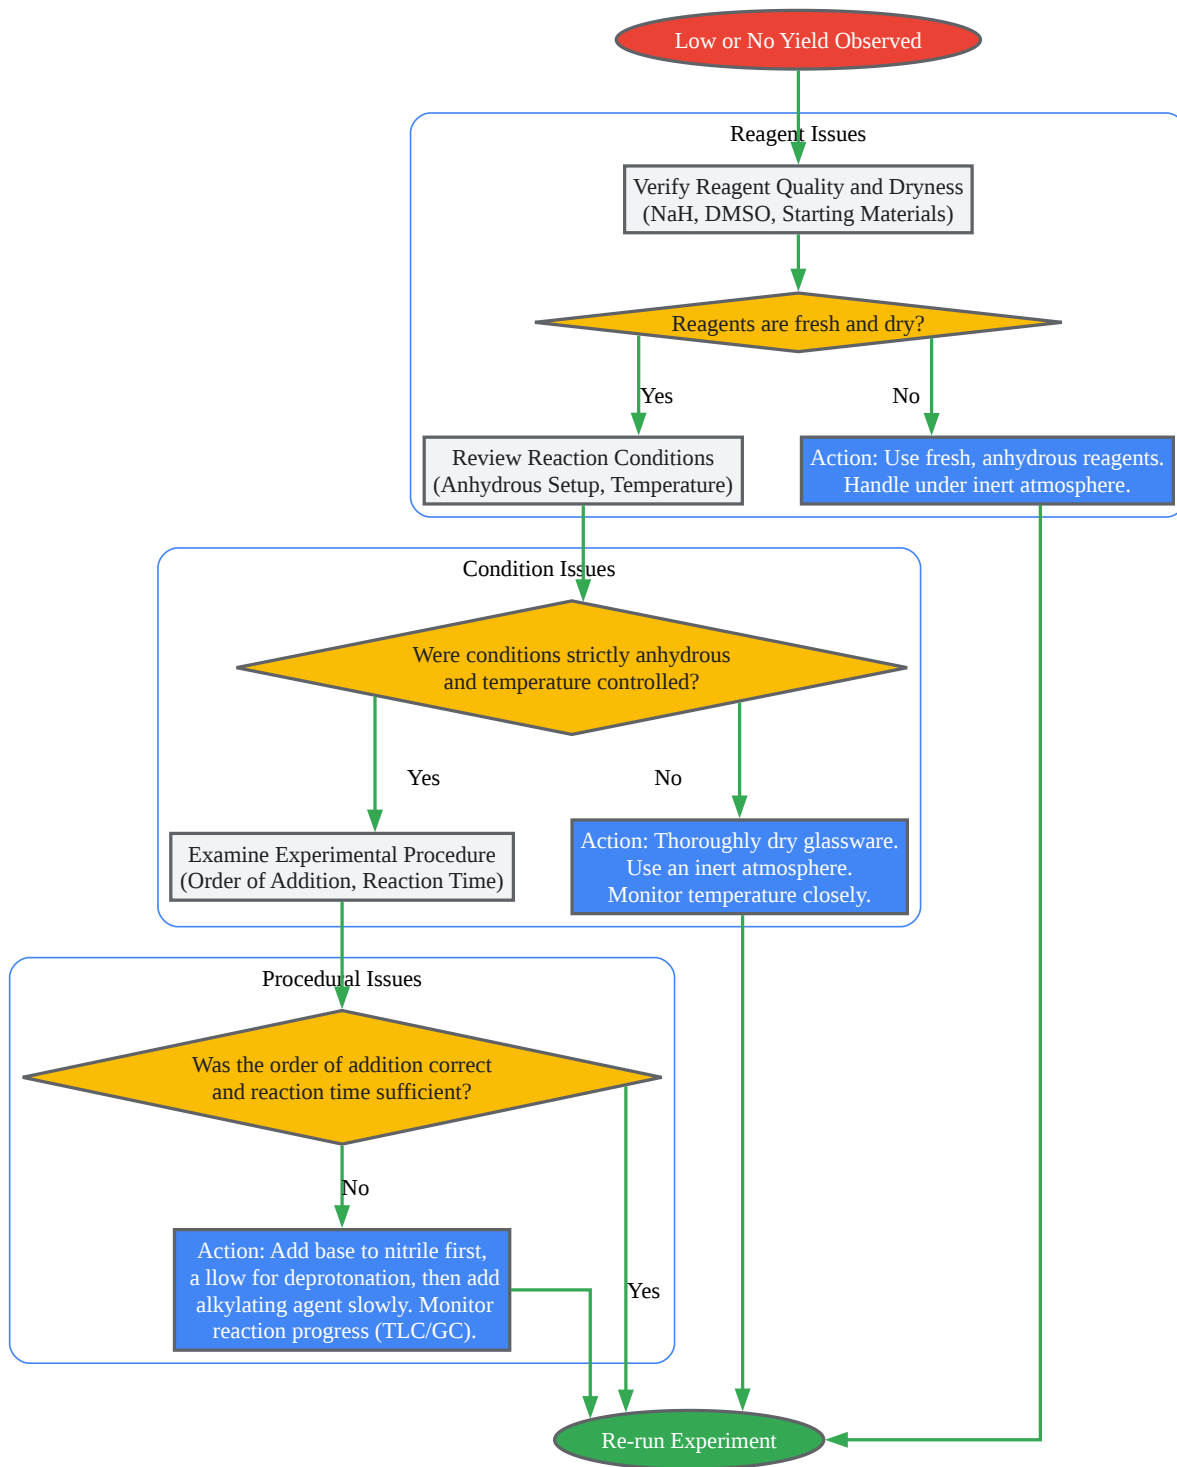 Low or No Yield Observed
Reagent Issues
Verify Reagent Quality and Dryness
(NaH, DMSO, Starting Materials)
Reagents are fresh and dry?
Yes
No
Review Reaction Conditions
(Anhydrous Setup, Temperature)
Action: Use fresh, anhydrous reagents.
Handle under inert atmosphere.
Condition Issues
Were conditions strictly anhydrous
and temperature controlled?
Yes
No
Examine Experimental Procedure
(Order of Addition, Reaction Time)
Action: Thoroughly dry glassware.
Use an inert atmosphere.
Monitor temperature closely.
Procedural Issues
Was the order of addition correct
and reaction time sufficient?
No
Action: Add base to nitrile first,
a llow for deprotonation, then add
alkylating agent slowly. Monitor
reaction progress (TLC/GC).
Yes
Re-run Experiment